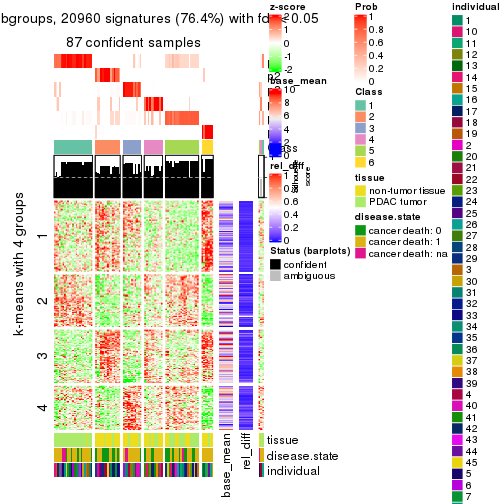 bgroups, 20960 signatures (76.4%) with fd
0.05
87 confident samples
Class
Silhouette
score
k-means with 4 groups
1
2
3
4
tissue
disease.state
individual
base_mean
rel_diff
z-score
2
1
0
-1
-2
base_mean
10
8
6
4
2
0
rel_diff
1
0.8
0.6
0.4
0.2
0
Status (barplots)
confident
ambiguous
Prob
1
0.8
0.6
0.4
0.2
0
Class
1
2
3
4
5
6
tissue
non-tumor tissue
PDAC tumor
disease.state
cancer death: 0
cancer death: 1
cancer death: na
individual
1
10
11
12
13
14
15
16
17
18
19
2
20
21
22
23
24
25
26
27
28
29
3
30
31
32
33
34
35
36
37
38
39
4
40
41
42
43
44
45
5
6
7